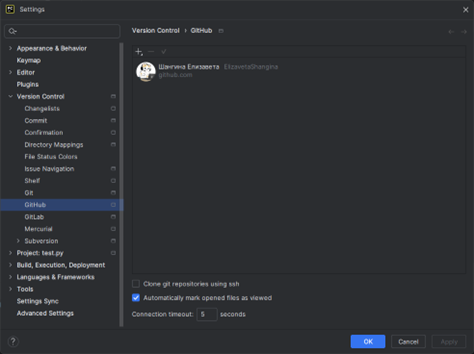 Settings
Version Control › GitHub
Appearance & Behavior
Keymap
Editor
Plugins
Version Control
Changelists
Commit
Confirmation
Directory Mappings
File Status Colors
Issue Navigation
Shelf
Git
GitHub
GitLab
Mercurial
Subversion
Project: test.py
Build, Execution, Deployment
Languages & Frameworks
Tools
Settings Sync
Advanced Settings
Шангина Елизавета ElizavetaShangina
github.com
Clone git repositories using ssh
Automatically mark opened files as viewed
Connection timeout: 5 seconds
? OK Cancel Apply